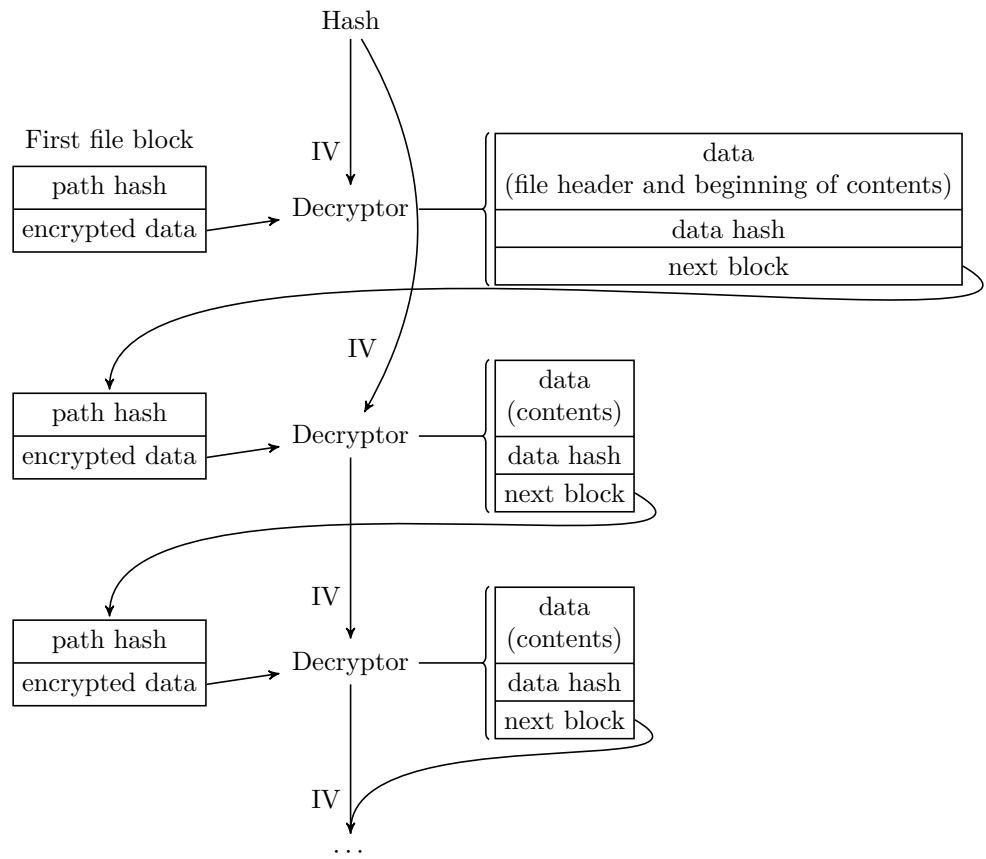 Hash
First file block
path hash
encrypted data
IV
Decryptor
data
(file header and beginning of contents)
data hash
next block
IV
path hash
encrypted data
Decryptor
data
(contents)
data hash
next block
IV
path hash
encrypted data
Decryptor
data
(contents)
data hash
next block
IV
...